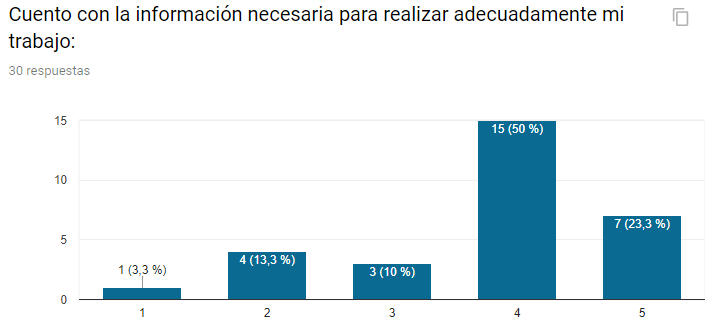 Cuento con la información necesaria para realizar adecuadamente mi
trabajo:
30 respuestas
15
10
5
0
1 (3,3 %)
4 (13,3 %)
3 (10 %)
15 (50 %)
7 (23,3 %)
1 2 3 4 5